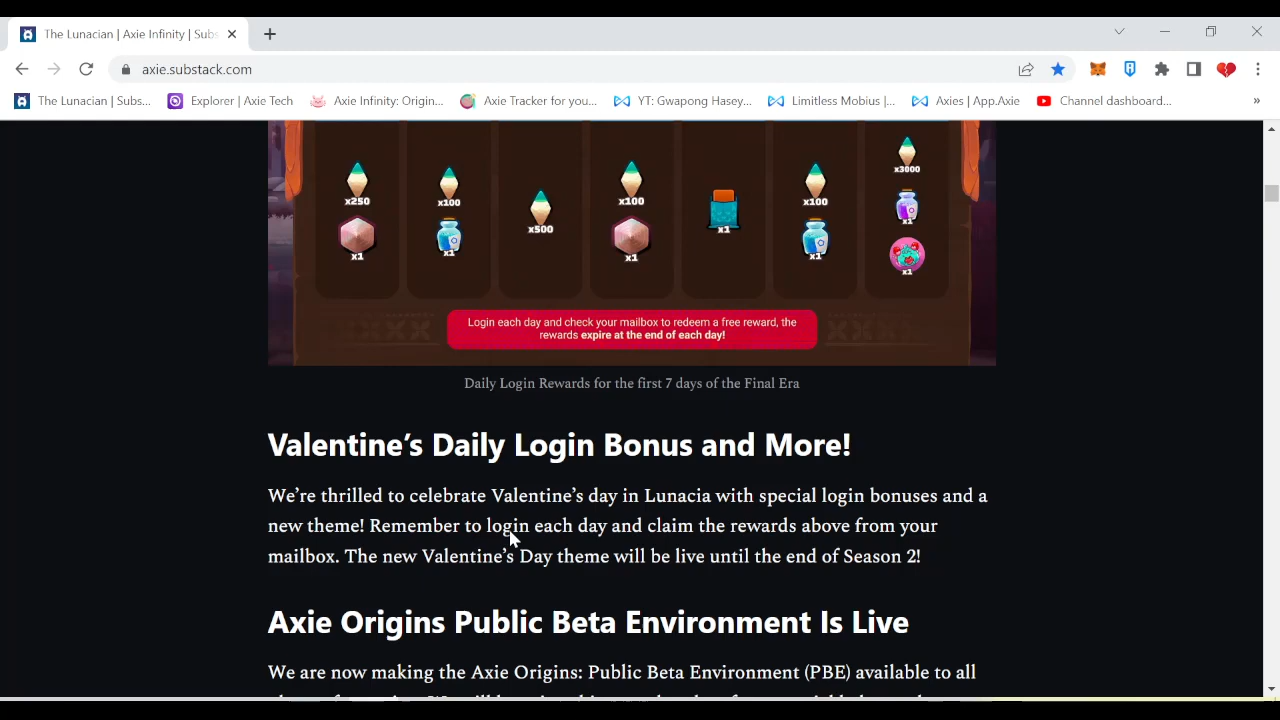 The Lunacian | Axie Infinity | Subs
axie.substack.com
The Lunacian | Subs... Explorer | Axie Tech Axie Infinity: Origin... Axie Tracker for you... YT: Gwapong Hasey... Limitless Mobius |... Axies | App.Axie Channel dashboard... »
x250 x100 x500 x100 x1 x100 x3000
x1 x1 x1 x1 x1
x1
Login each day and check your mailbox to redeem a free reward, the
rewards expire at the end of each day!
Daily Login Rewards for the first 7 days of the Final Era
Valentine’s Daily Login Bonus and More!
We’re thrilled to celebrate Valentine’s day in Lunacia with special login bonuses and a
new theme! Remember to login each day and claim the rewards above from your
mailbox. The new Valentine’s Day theme will be live until the end of Season 2!
Axie Origins Public Beta Environment Is Live
We are now making the Axie Origins: Public Beta Environment (PBE) available to all